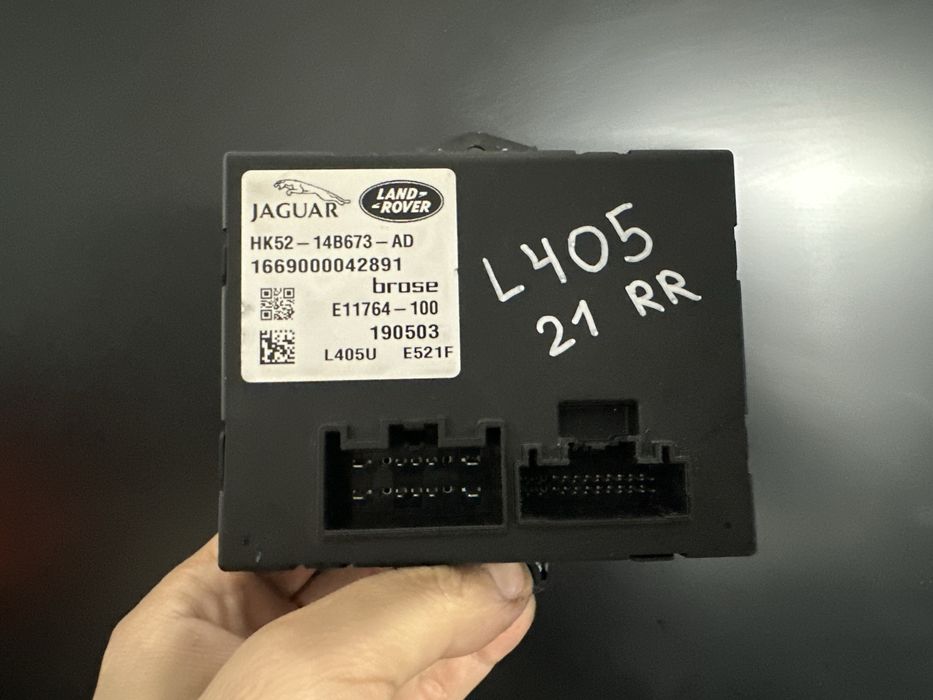 JAGUAR
LAND-
-ROVER
HK52-14B673-AD
1669000042891
brose
E11764-100
190503
L405U E521F
L405
21 RR